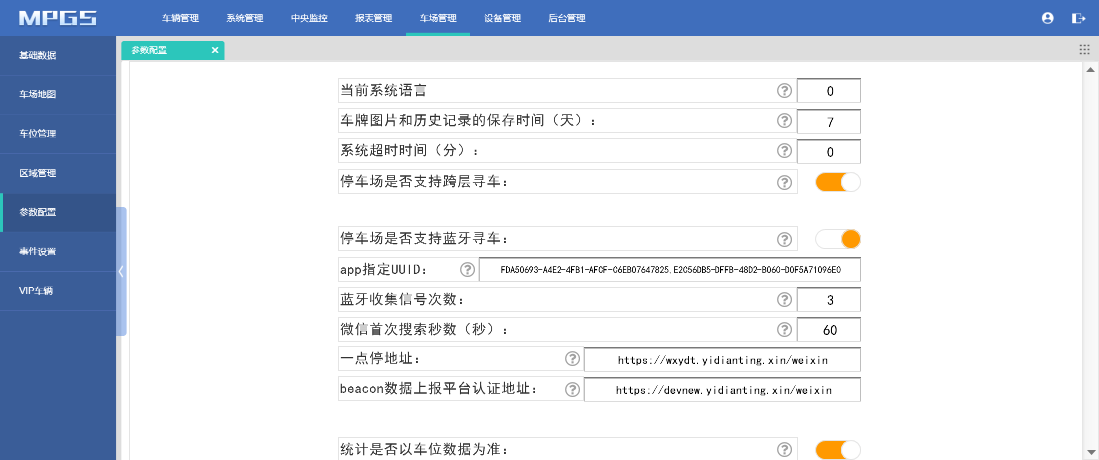 MPGS
车辆管理 系统管理 中央监控 报表管理 车场管理 设备管理 后台管理
基础数据
车场地图
车位管理
区域管理
参数配置
事件设置
VIP车辆
参数配置 ×
当前系统语言 ? 0
车牌图片和历史记录的保存时间（天）： ? 7
系统超时时间（分）： ? 0
停车场是否支持跨层寻车： ?
停车场是否支持蓝牙寻车： ?
app指定UUID： ? FDA50693-A4E2-4FB1-AFCF-C6EB07647825,E2C56DB5-DFFB-48D2-B060-D0F5A71096E0
蓝牙收集信号次数： ? 3
微信首次搜索秒数（秒）： ? 60
一点停地址： ? https://wxydt.yidianting.xin/weixin
beacon数据上报平台认证地址： ? https://devnew.yidianting.xin/weixin
统计是否以车位数据为准： ?